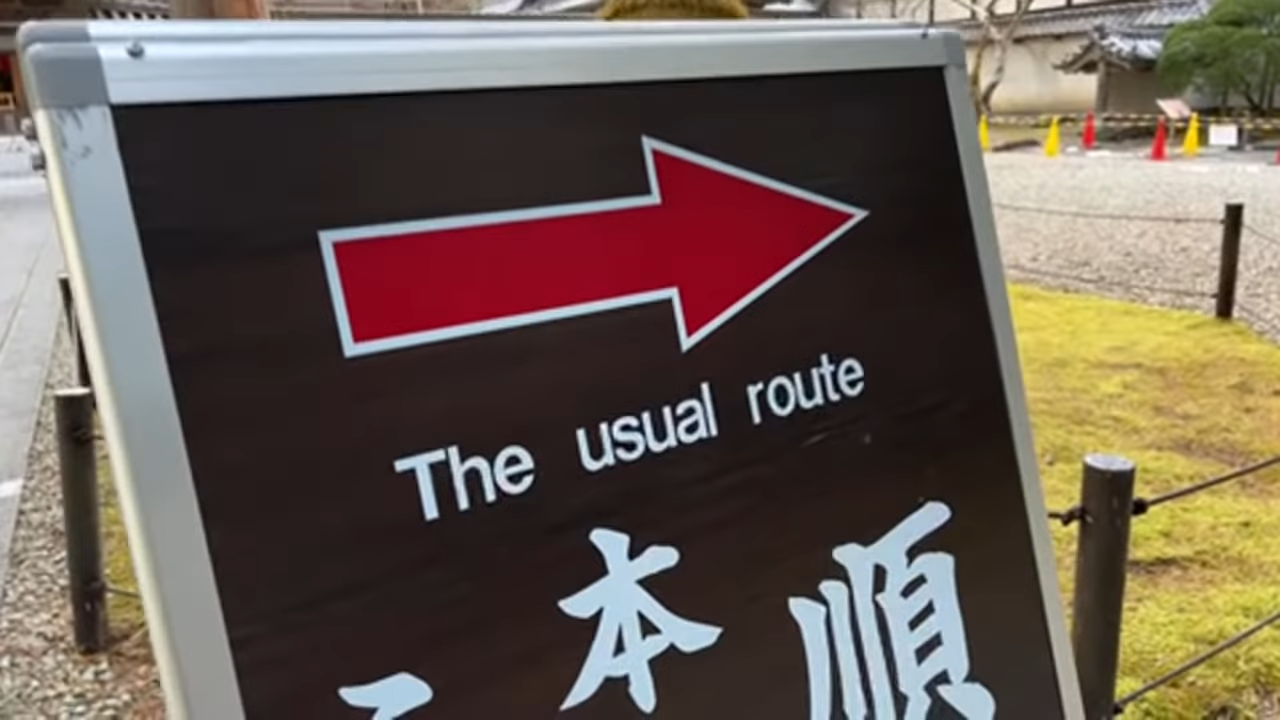 The usual route
順
本